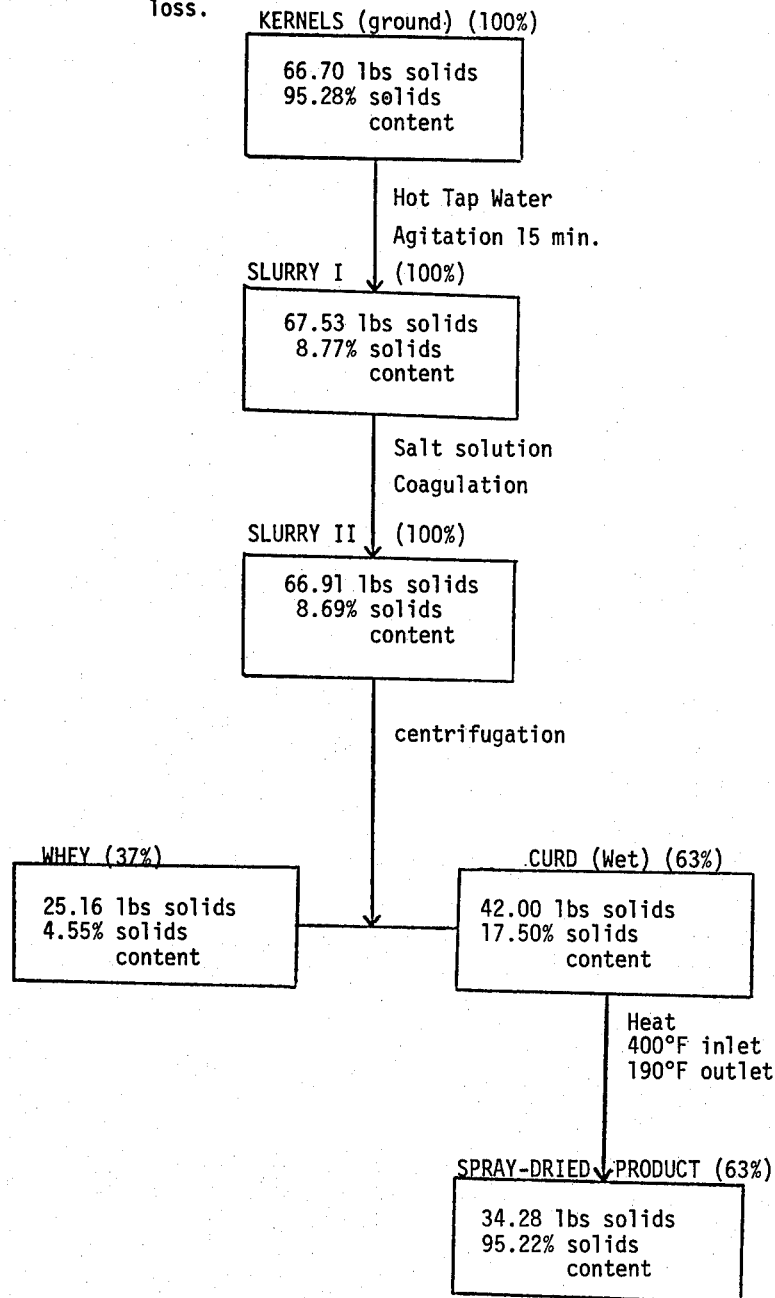 loss.
KERNELS (ground) (100%)
66.70 lbs solids
95.28% solids
content
Hot Tap Water
Agitation 15 min.
SLURRY I (100%)
67.53 lbs solids
8.77% solids
content
Salt solution
Coagulation
SLURRY II (100%)
66.91 lbs solids
8.69% solids
content
centrifugation
WHEY (37%)
25.16 lbs solids
4.55% solids
content
CURD (Wet) (63%)
42.00 lbs solids
17.50% solids
content
Heat
400°F inlet
190°F outlet
SPRAY-DRIED PRODUCT (63%)
34.28 lbs solids
95.22% solids
content